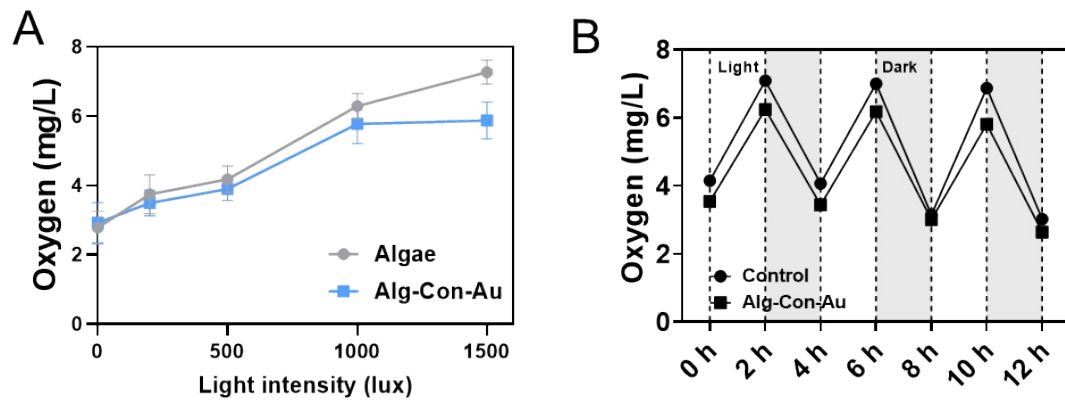 A
Oxygen (mg/L)
8
6
4
2
0
Algae
Alg-Con-Au
0
500
1000
1500
Light intensity (lux)
B
Oxygen (mg/L)
8
6
4
2
0
Light
Dark
Control
Alg-Con-Au
0 h
2 h
4 h
6 h
8 h
10 h
12 h